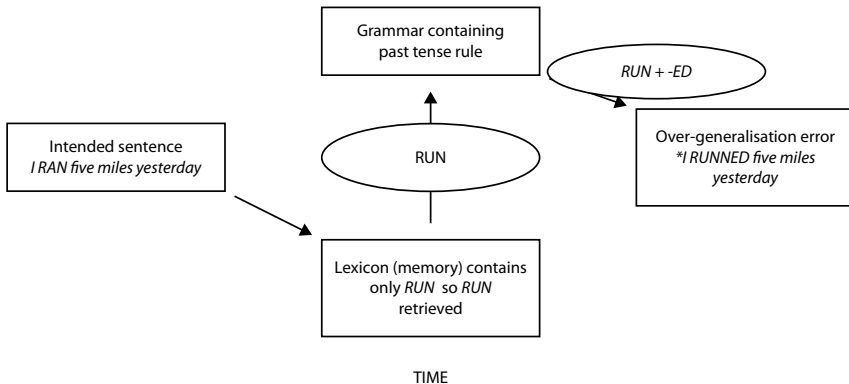 Grammar containing
past tense rule
RUN + -ED
Intended sentence
I RAN five miles yesterday
RUN
Over-generalisation error
*I RUNNED five miles
yesterday
Lexicon (memory) contains
only RUN so RUN
retrieved
TIME